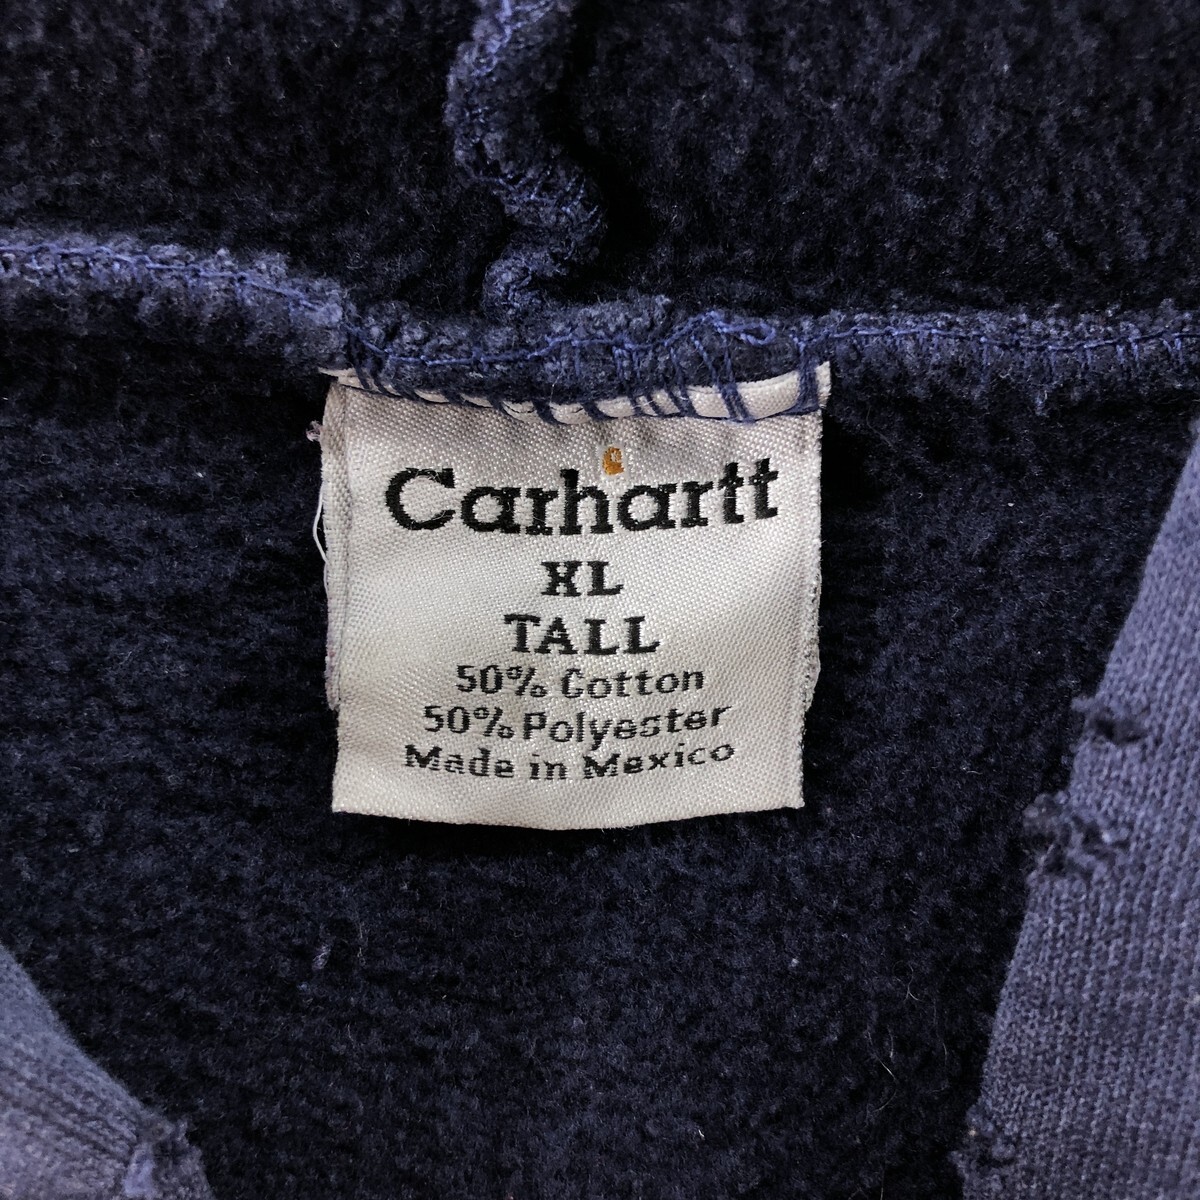 Carhartt
XL
TALL
50% Cotton
50% Polyester
Made in Mexico